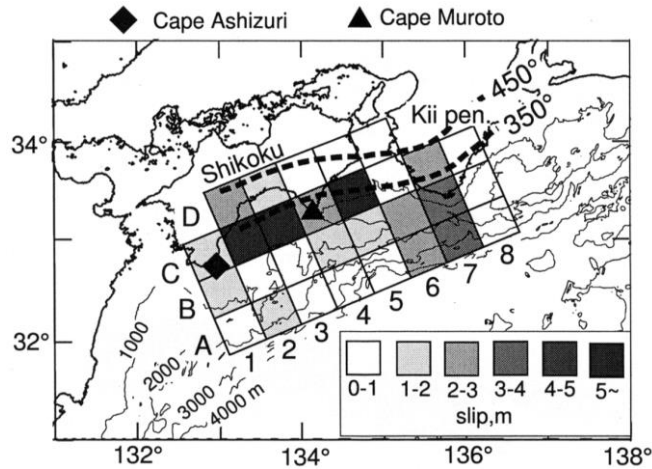 Cape Ashizuri Cape Muroto
450°
350°
Kii pen.
34°
Shikoku
D
C
B
A
1 2 3 4 5 6 7 8
32°
1000
2000
3000
4000 m
0-1 1-2 2-3 3-4 4-5 5~
slip,m
132° 134° 136° 138°